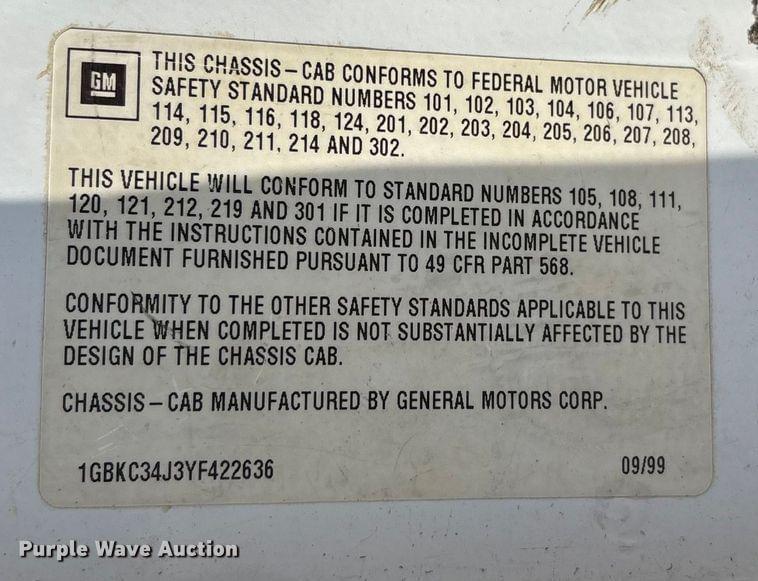 GM
THIS CHASSIS-CAB CONFORMS TO FEDERAL MOTOR VEHICLE
SAFETY STANDARD NUMBERS 101, 102, 103, 104, 106, 107, 113,
114, 115, 116, 118, 124, 201, 202, 203, 204, 205, 206, 207, 208,
209, 210, 211, 214 AND 302.
THIS VEHICLE WILL CONFORM TO STANDARD NUMBERS 105, 108, 111,
120, 121, 212, 219 AND 301 IF IT IS COMPLETED IN ACCORDANCE
WITH THE INSTRUCTIONS CONTAINED IN THE INCOMPLETE VEHICLE
DOCUMENT FURNISHED PURSUANT TO 49 CFR PART 568.
CONFORMITY TO THE OTHER SAFETY STANDARDS APPLICABLE TO THIS
VEHICLE WHEN COMPLETED IS NOT SUBSTANTIALLY AFFECTED BY THE
DESIGN OF THE CHASSIS CAB.
CHASSIS-CAB MANUFACTURED BY GENERAL MOTORS CORP.
1GBKC34J3YF422636 09/99
Purple Wave Auction